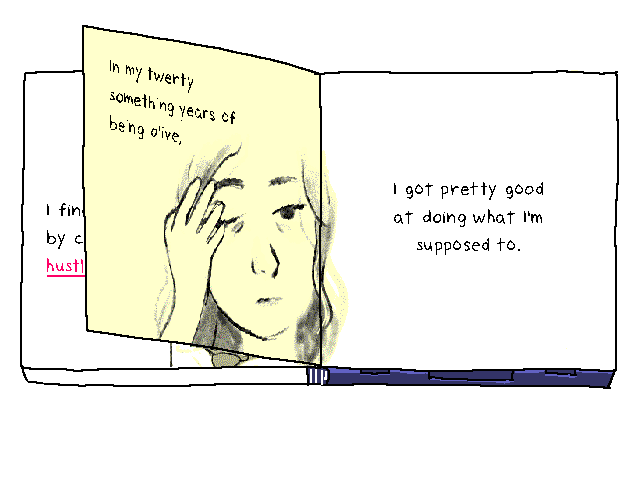 In my twenty
something years of
being alive,
I fin
by c
hustl
I got pretty good
at doing what I'm
supposed to.